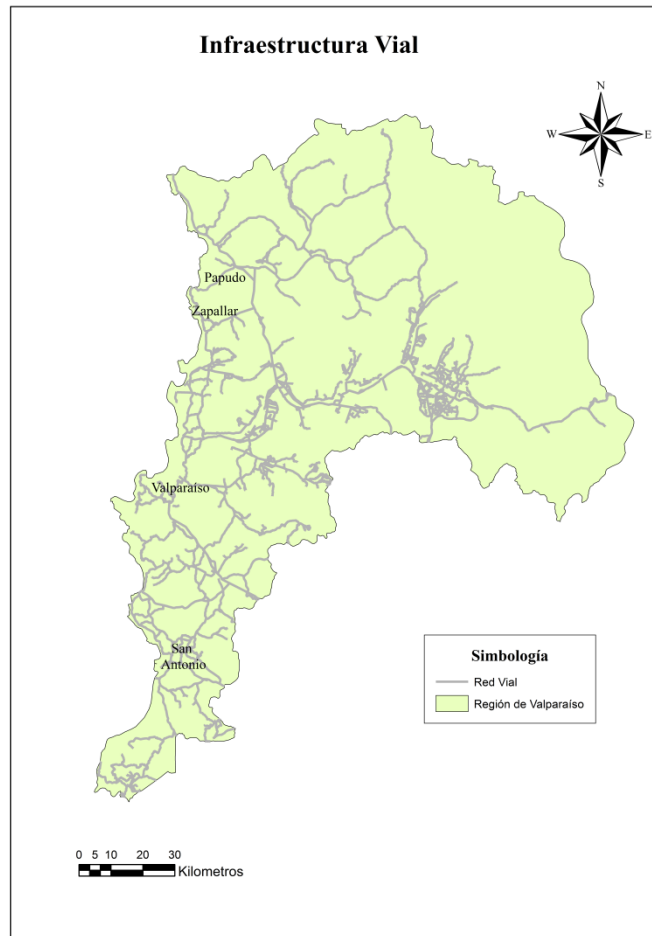 Infraestructura Vial
N
W
E
S
Papudo
Zapallar
Valparaíso
San
Antonio
Simbología
Red Vial
Región de Valparaíso
0 5 10 20 30
Kilometros